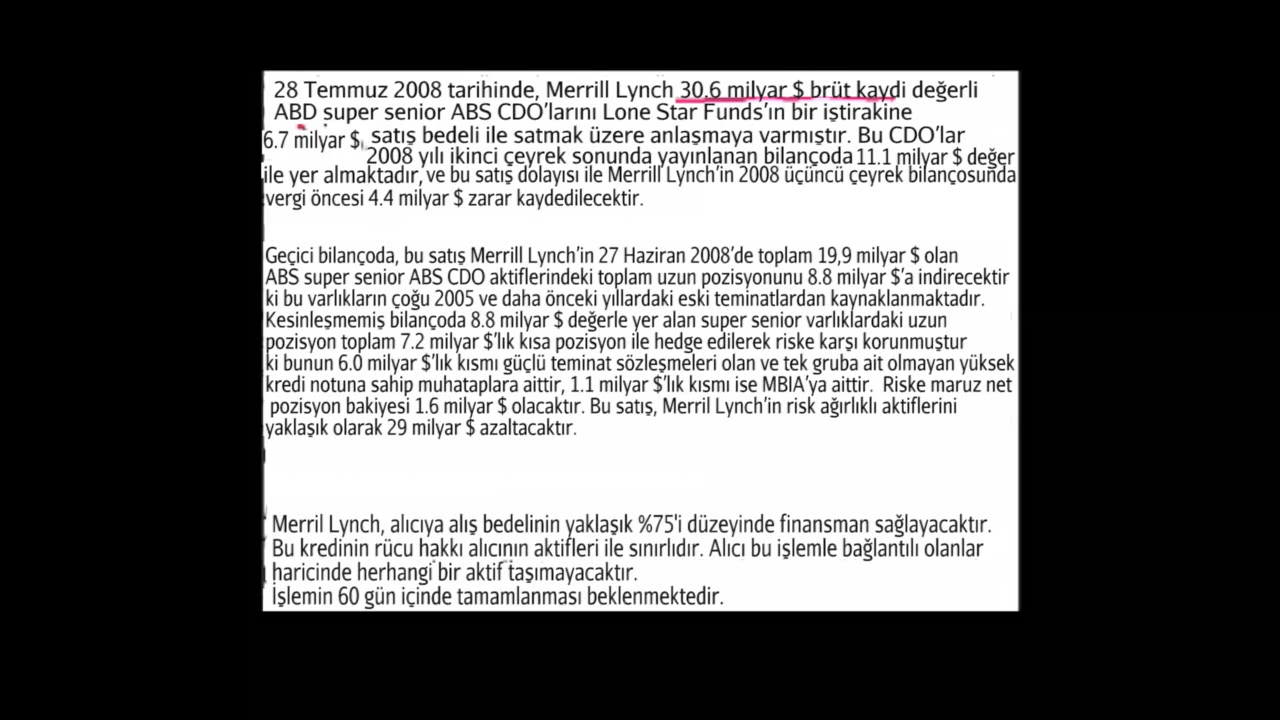 28 Temmuz 2008 tarihinde, Merrill Lynch 30.6 milyar $ brüt kaydi değerli
ABD super senior ABS CDO'larını Lone Star Funds'ın bir iştirakine
6.7 milyar $ satış bedeli ile satmak üzere anlaşmaya varmıştır. Bu CDO'lar
2008 yılı ikinci çeyrek sonunda yayınlanan bilançoda 11.1 milyar $ değer
ile yer almaktadır, ve bu satış dolayısı ile Merrill Lynch'in 2008 üçüncü çeyrek bilançosunda
vergi öncesi 4.4 milyar $ zarar kaydedilecektir.
Geçici bilançoda, bu satış Merrill Lynch'in 27 Haziran 2008'de toplam 19,9 milyar $ olan
ABS super senior ABS CDO aktiflerindeki toplam uzun pozisyonunu 8.8 milyar $'a indirecektir
ki bu varlıkların çoğu 2005 ve daha önceki yıllardaki eski teminatlardan kaynaklanmaktadır.
Kesinleşmemiş bilançoda 8.8 milyar $ değerle yer alan super senior varlıklardaki uzun
pozisyon toplam 7.2 milyar $'lık kısa pozisyon ile hedge edilerek riske karşı korunmuştur
ki bunun 6.0 milyar $'lık kısmı güçlü teminat sözleşmeleri olan ve tek gruba ait olmayan yüksek
kredi notuna sahip muhataplara aittir, 1.1 milyar $'lık kısmı ise MBIA'ya aittir. Riske maruz net
pozisyon bakiyesi 1.6 milyar $ olacaktır. Bu satış, Merril Lynch'in risk ağırlıklı aktiflerini
yaklaşık olarak 29 milyar $ azaltacaktır.
Merril Lynch, alıcıya alış bedelinin yaklaşık %75'i düzeyinde finansman sağlayacaktır.
Bu kredinin rücu hakkı alıcının aktifleri ile sınırlıdır. Alıcı bu işlemle bağlantılı olanlar
haricinde herhangi bir aktif taşımayacaktır.
İşlemin 60 gün içinde tamamlanması beklenmektedir.